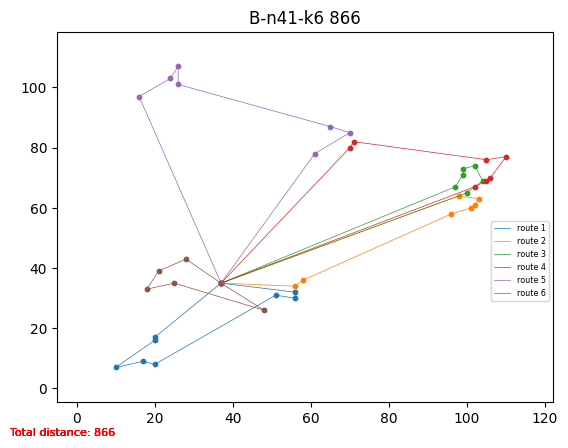 B-n41-k6 866
100
80
60
40
20
0
route 1
route 2
route 3
route 4
route 5
route 6
0 20 40 60 80 100 120
Total distance: 866